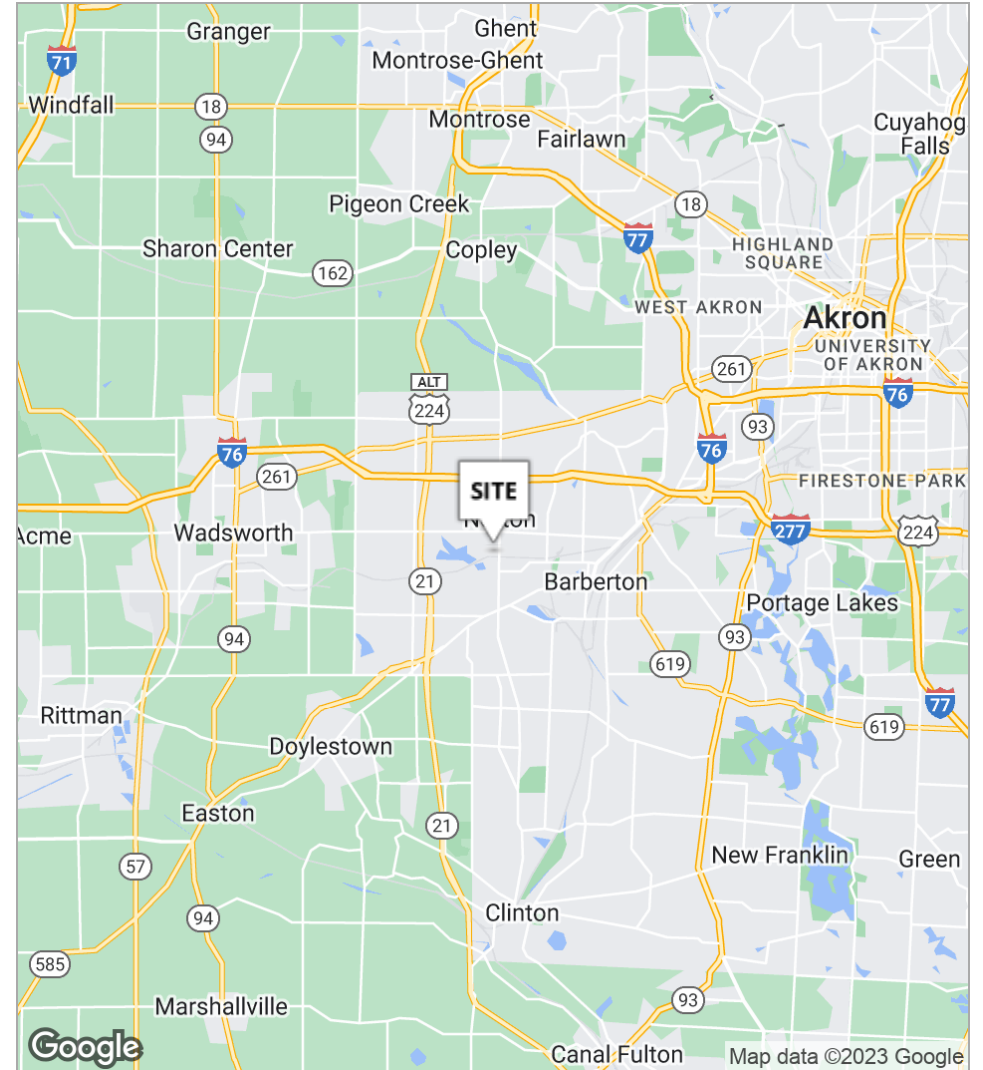 Granger
Ghent
71
Montrose-Ghent
Windfall
18
Montrose
94
Fairlawn
Cuyahog
Falls
Pigeon Creek
18
77
HIGHLAND
SQUARE
Sharon Center
Copley
162
WEST AKRON
Akron
UNIVERSITY
OF AKRON
261
ALT
224
76
93
76
76
261
SITE
FIRESTONE PARK
Acme
Wadsworth
277
224
21
Barberton
Portage Lakes
94
93
619
77
Rittman
619
Doylestown
Easton
21
57
New Franklin
Green
94
Clinton
585
93
Marshallville
Google
Canal Fulton
Map data ©2023 Google